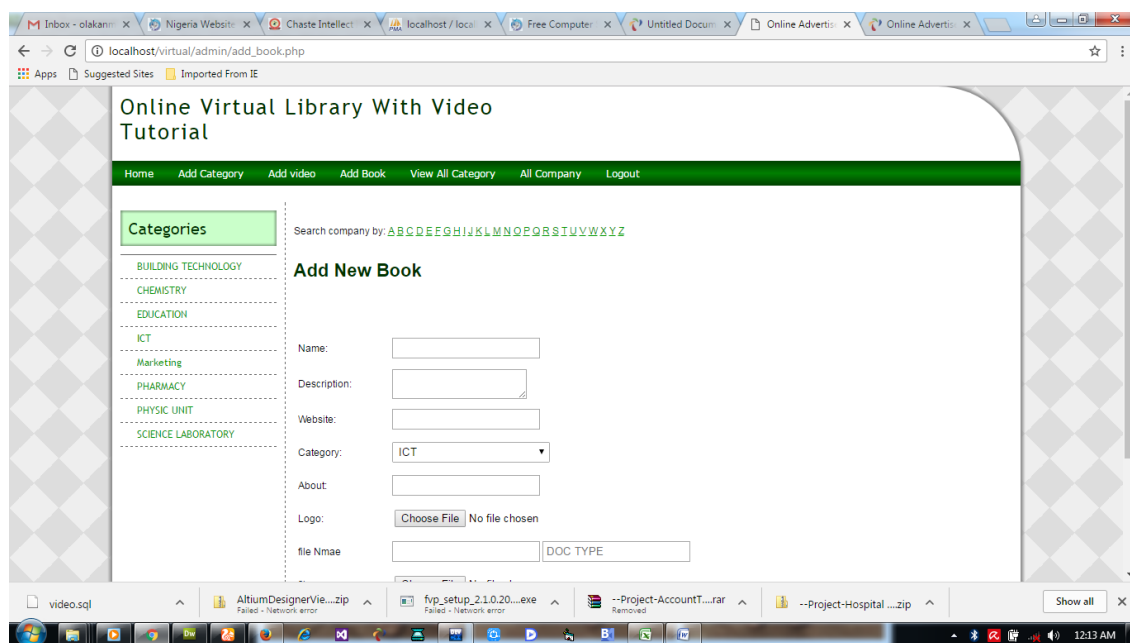 Inbox - olakanm
Nigeria Website
Chaste Intellect
localhost / local
Free Computer
Untitled Docum
Online Advertise
Online Advertise
localhost/virtual/admin/add_book.php
Apps Suggested Sites Imported From IE
Online Virtual Library With Video
Tutorial
Home Add Category Add video Add Book View All Category All Company Logout
Categories
BUILDING TECHNOLOGY
CHEMISTRY
EDUCATION
ICT
Marketing
PHARMACY
PHYSIC UNIT
SCIENCE LABORATORY
Search company by: A B C D E F G H I J K L M N O P Q R S T U V W X Y Z
Add New Book
Name:
Description:
Website:
Category: ICT
About:
Logo: Choose File No file chosen
file Nmae DOC TYPE
video.sql
AltiumDesignerVie....zip
Failed - Network error
fvp_setup_2.1.0.20....exe
Failed - Network error
--Project-AccountT....rar
Removed
--Project-Hospital ....zip
Show all
12:13 AM